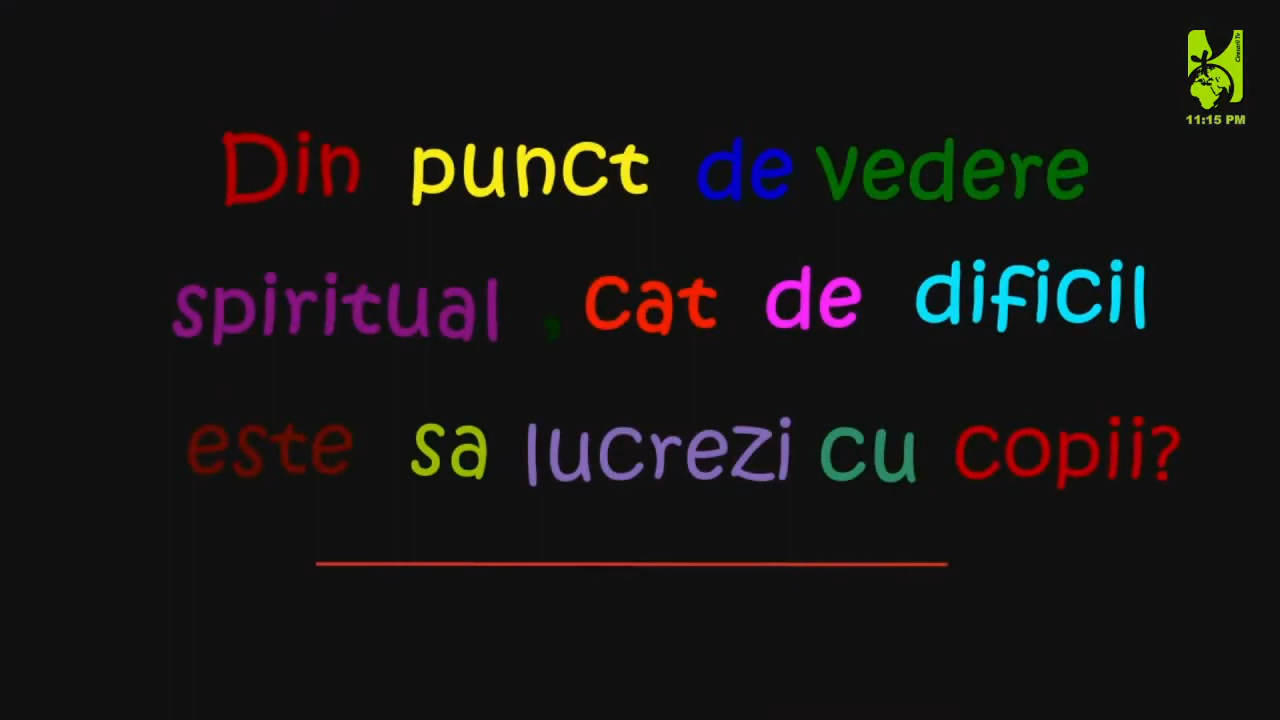 Din punct de vedere
spiritual , cat de dificil
este sa lucrezi cu copii?
11:15 PM